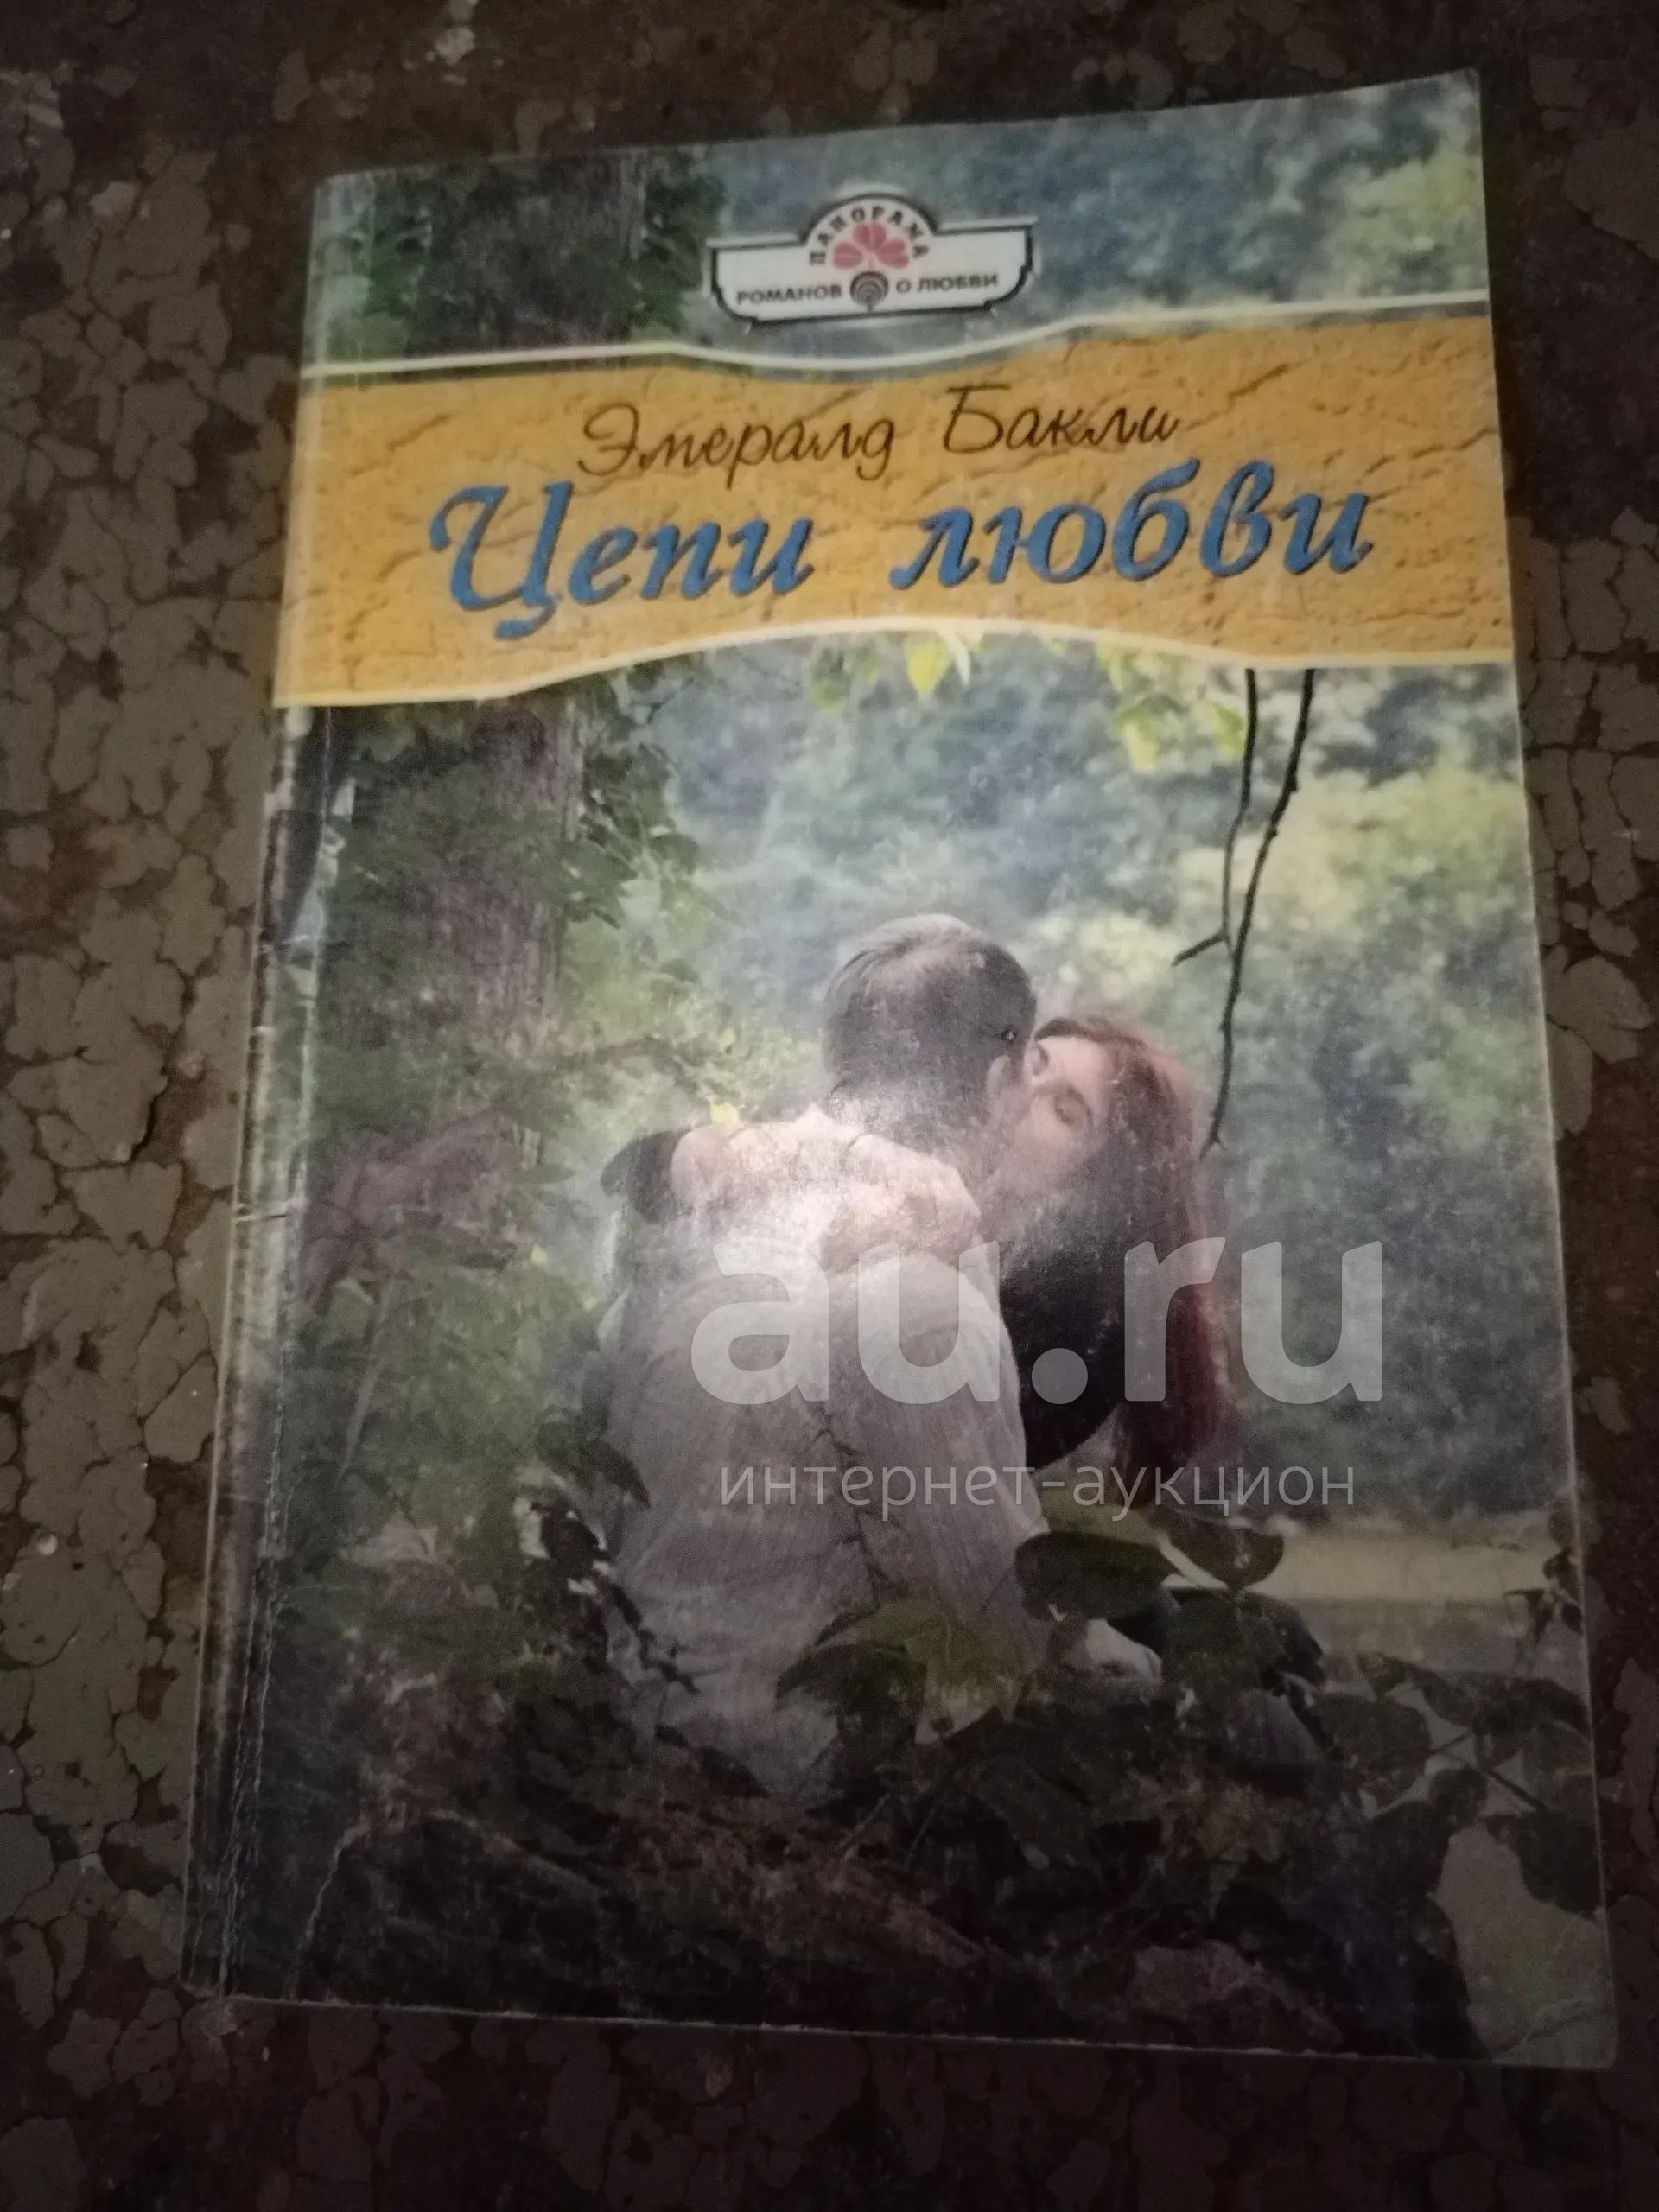 ПАНОРАМА
РОМАНОВ О ЛЮБВИ
Эмералд Бакли
Цепи любви
au.ru
интернет-аукцион